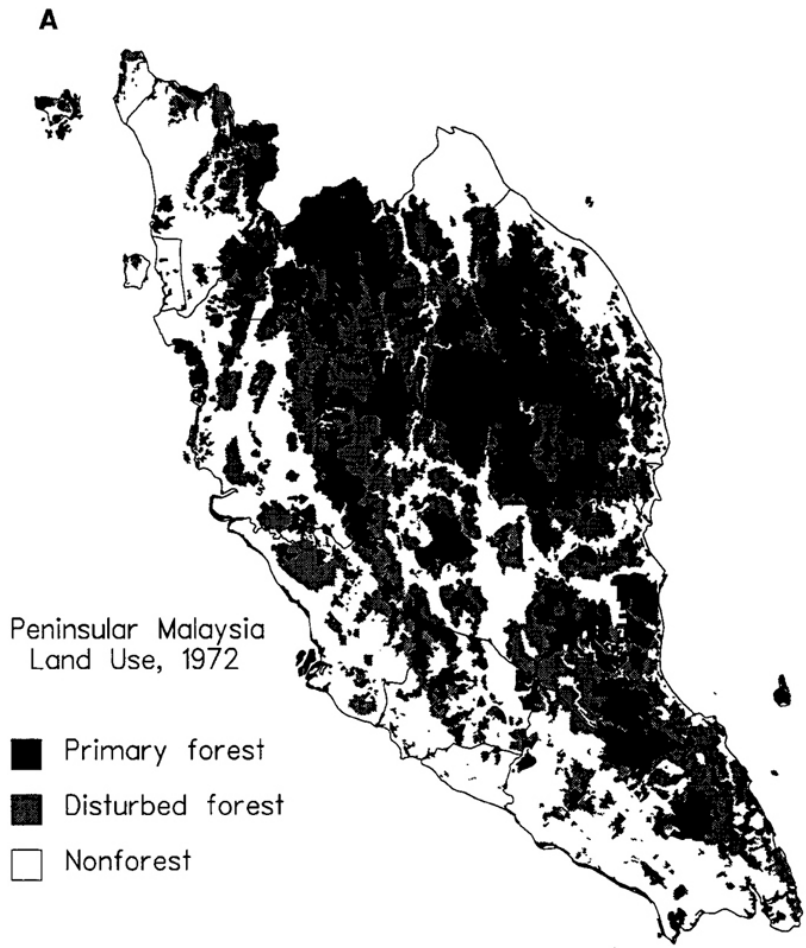 A
Peninsular Malaysia
Land Use, 1972
Primary forest
Disturbed forest
Nonforest